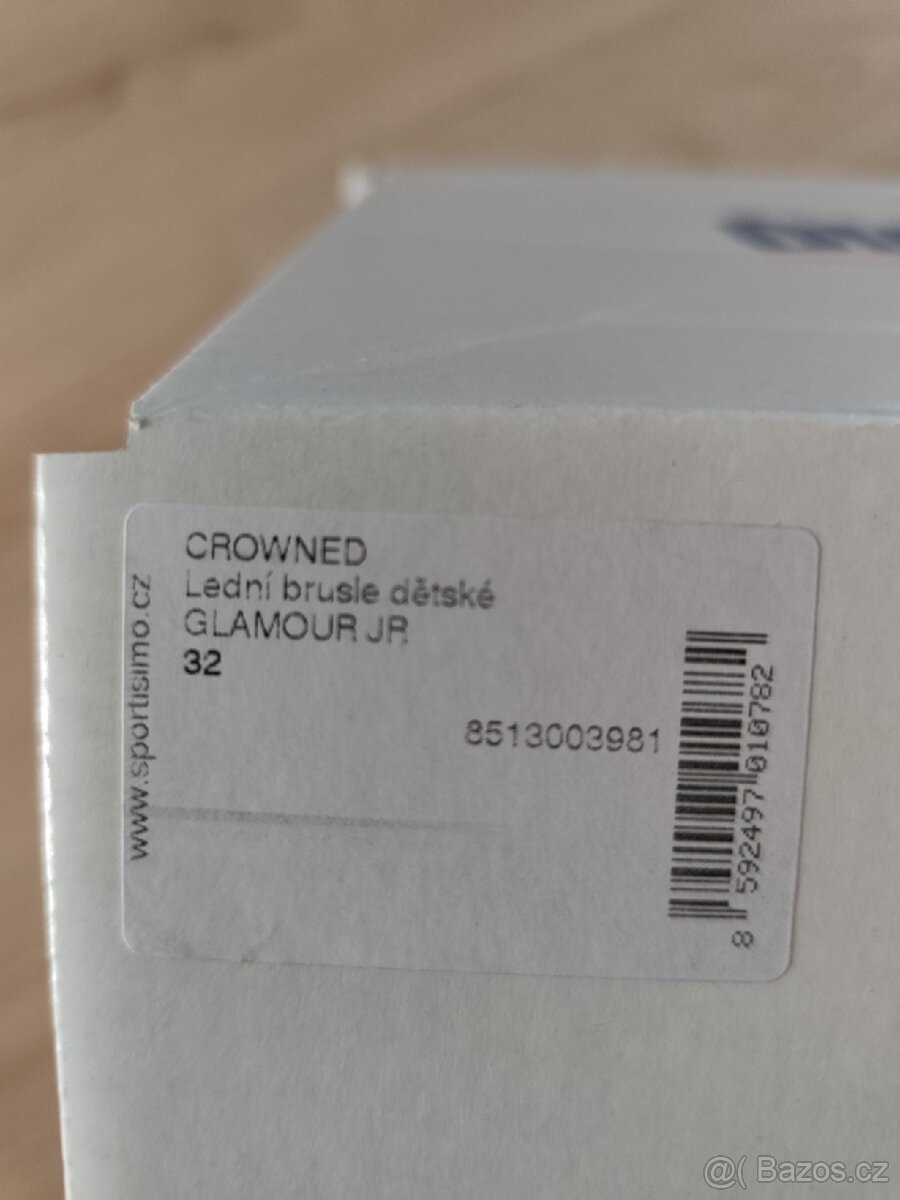 CROWNED
Lední brusle dětské
GLAMOUR JR
32
8513003981
www.sportisimo.cz
8 592497 010782
@( Bazos.cz